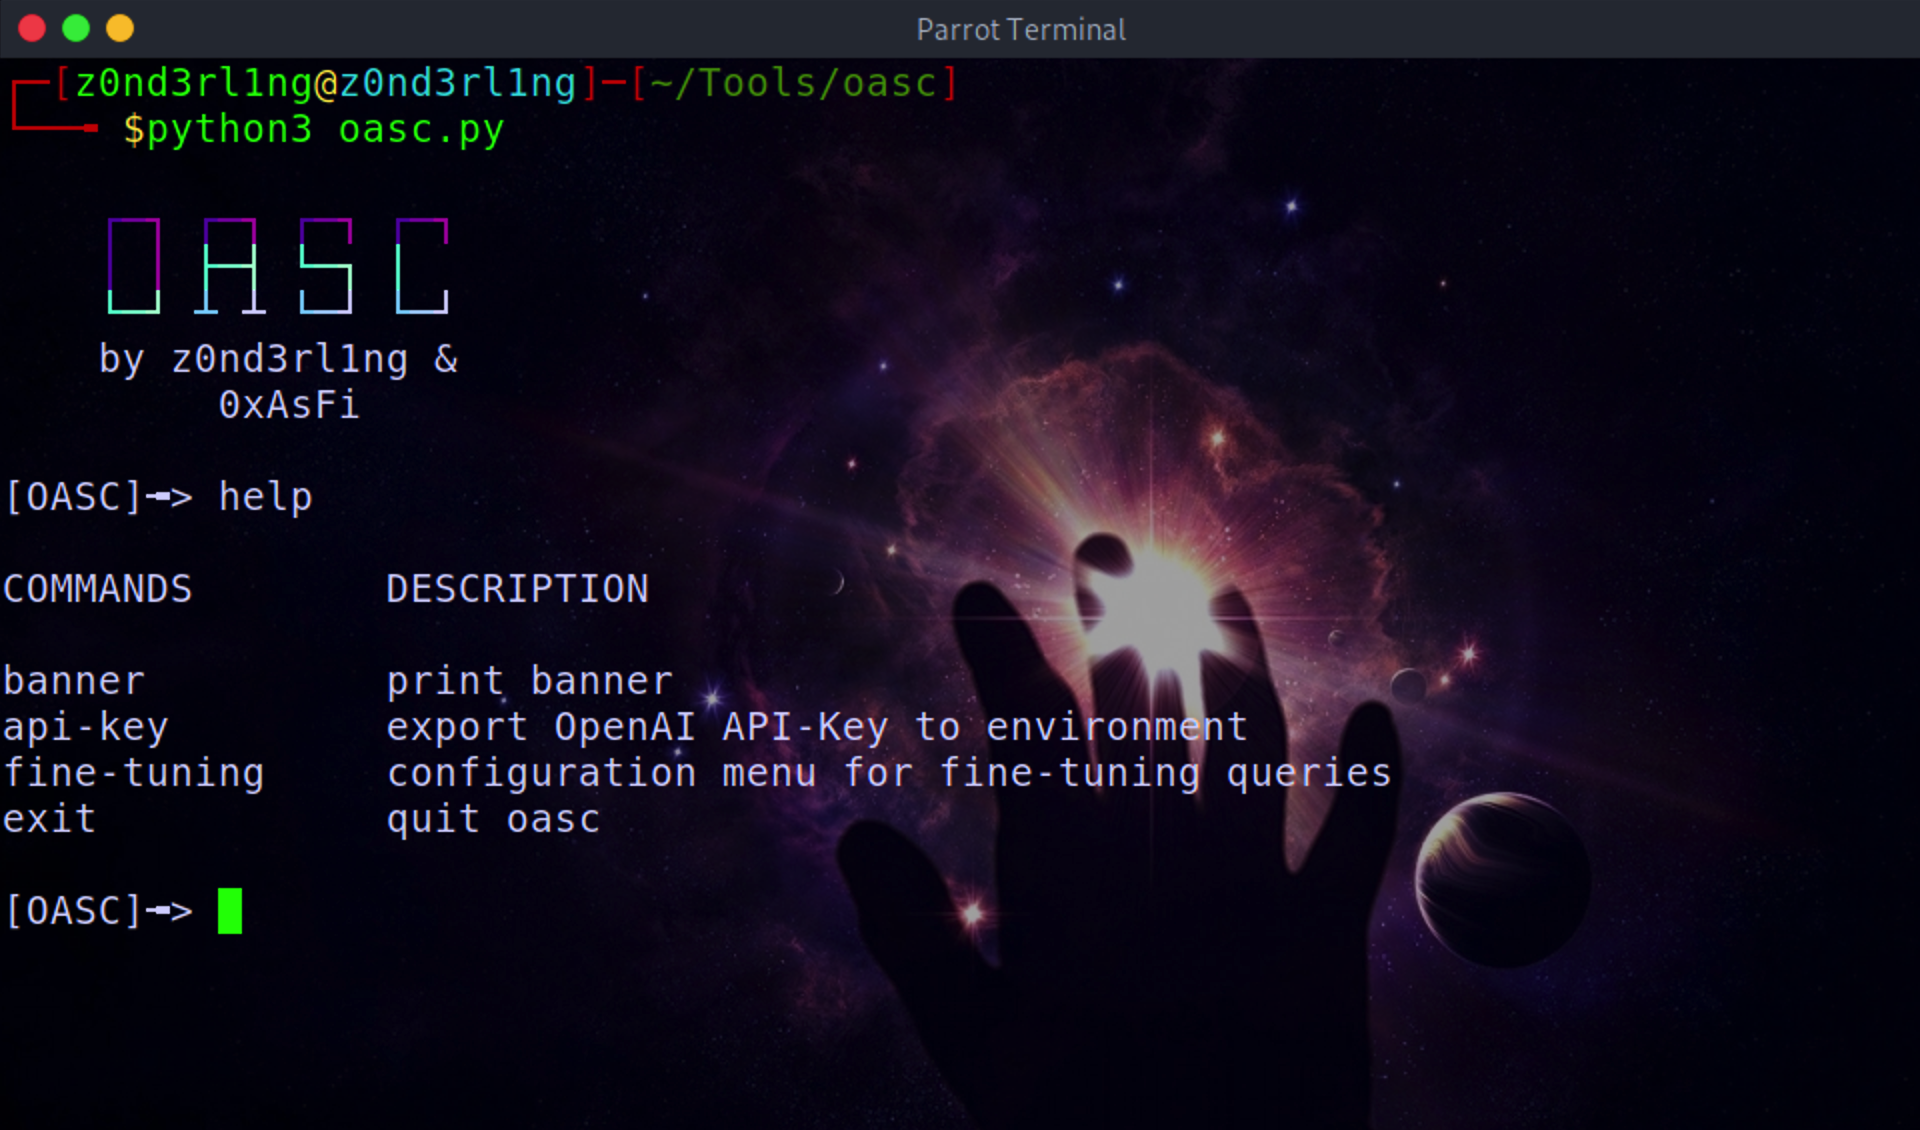 Parrot Terminal
[z0nd3rl1ng@z0nd3rl1ng]─[~/Tools/oasc]
$python3 oasc.py
OASC
by z0nd3rl1ng &
0xAsFi
[OASC]╼> help
COMMANDS DESCRIPTION
banner print banner
api-key export OpenAI API-Key to environment
fine-tuning configuration menu for fine-tuning queries
exit quit oasc
[OASC]╼>